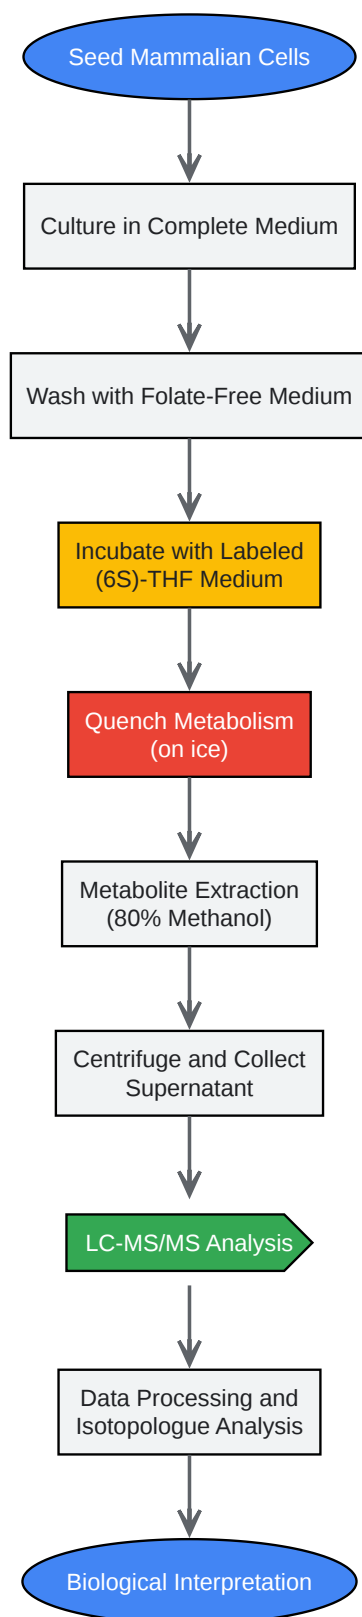 Seed Mammalian Cells
Culture in Complete Medium
Wash with Folate-Free Medium
Incubate with Labeled
(6S)-THF Medium
Quench Metabolism
(on ice)
Metabolite Extraction
(80% Methanol)
Centrifuge and Collect
Supernatant
LC-MS/MS Analysis
Data Processing and
Isotopologue Analysis
Biological Interpretation